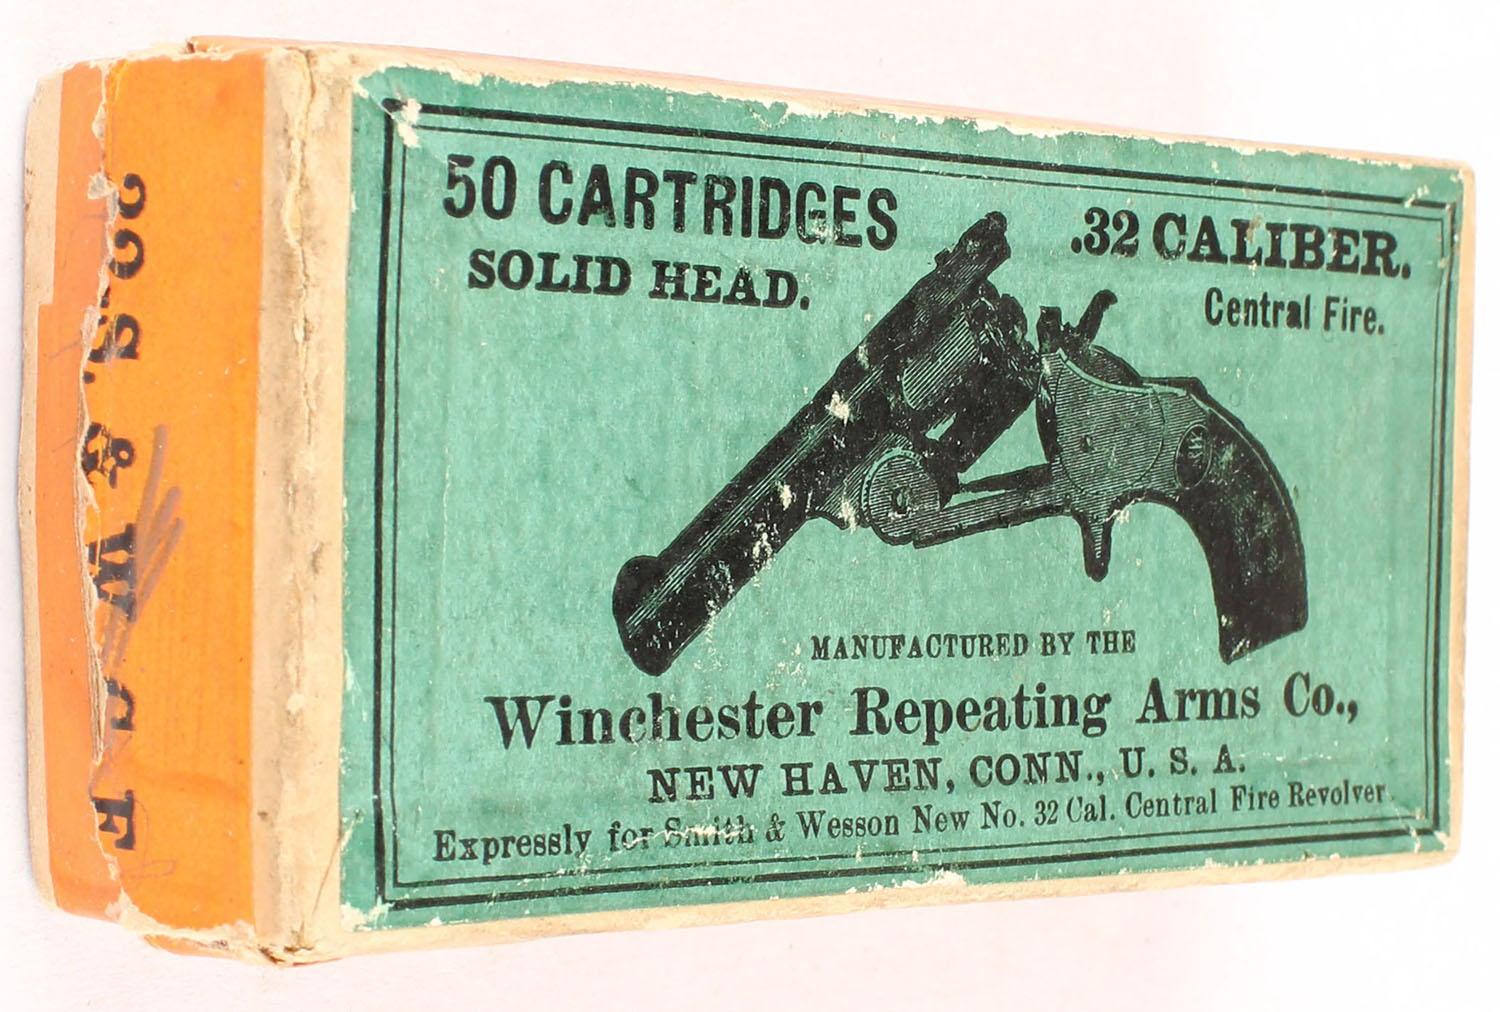 50 CARTRIDGES
SOLID HEAD.
.32 CALIBER.
Central Fire.
MANUFACTURED BY THE
Winchester Repeating Arms Co.,
NEW HAVEN, CONN., U. S. A.
Expressly for Smith & Wesson New No. 32 Cal. Central Fire Revolver
S. & W. C F